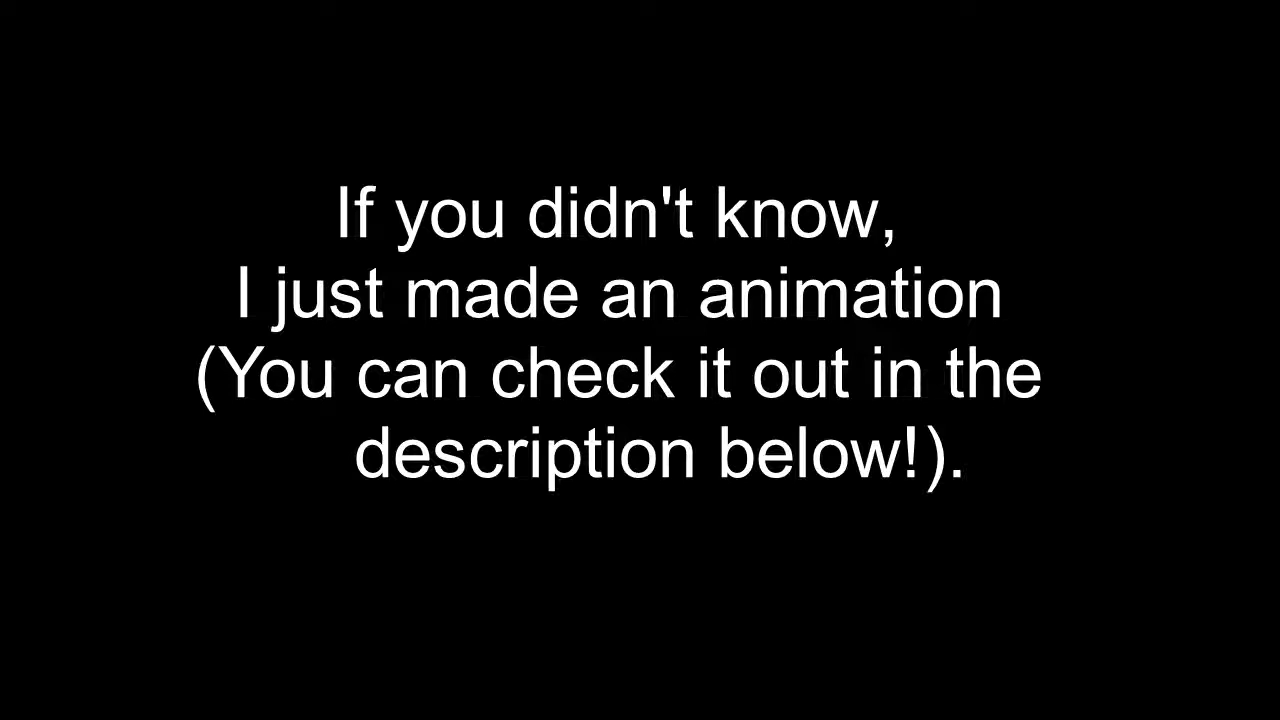 If you didn't know,
I just made an animation
(You can check it out in the
description below!).